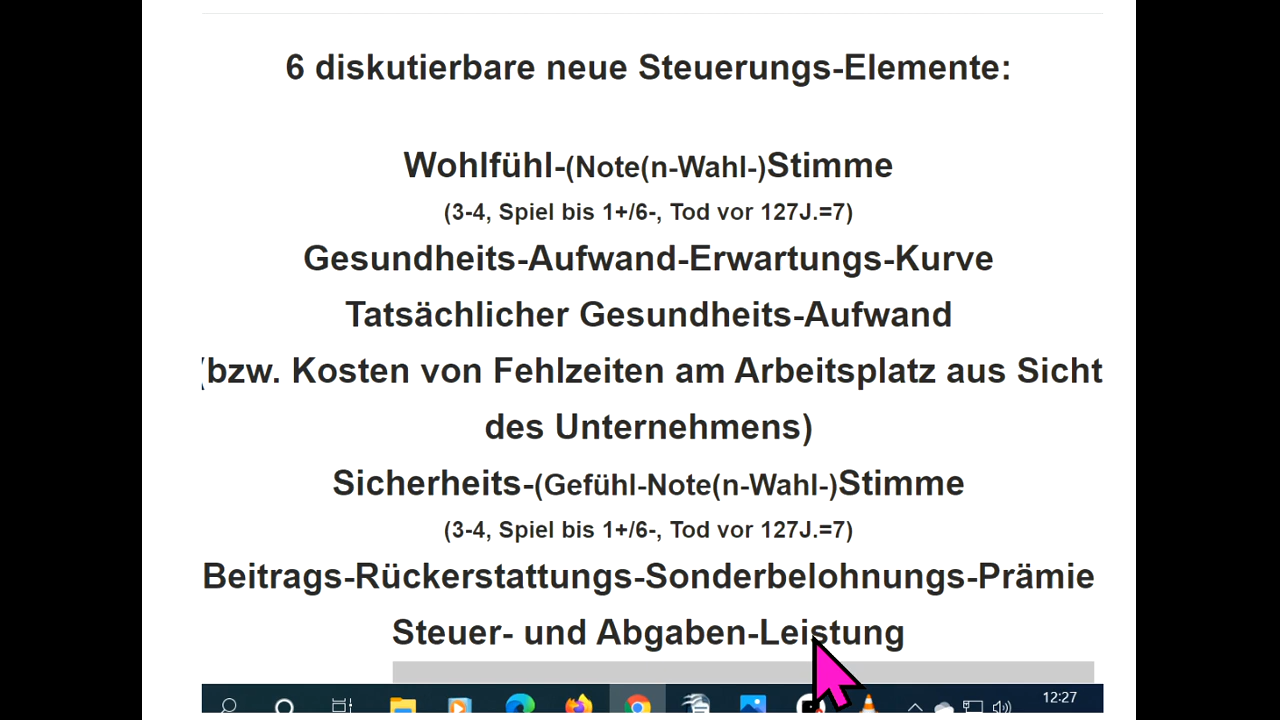 6 diskutierbare neue Steuerungs-Elemente:
Wohlfühl-(Note(n-Wahl-)Stimme
(3-4, Spiel bis 1+/6-, Tod vor 127J.=7)
Gesundheits-Aufwand-Erwartungs-Kurve
Tatsächlicher Gesundheits-Aufwand
(bzw. Kosten von Fehlzeiten am Arbeitsplatz aus Sicht
des Unternehmens)
Sicherheits-(Gefühl-Note(n-Wahl-)Stimme
(3-4, Spiel bis 1+/6-, Tod vor 127J.=7)
Beitrags-Rückerstattungs-Sonderbelohnungs-Prämie
Steuer- und Abgaben-Leistung
12:27